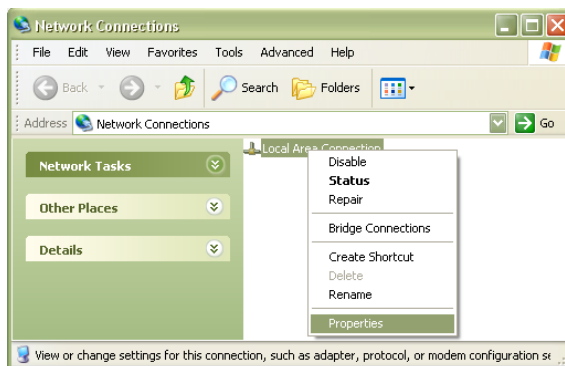 Network Connections
File Edit View Favorites Tools Advanced Help
Back Search Folders
Address Network Connections Go
Local Area Connection
Network Tasks
Other Places
Details
Disable
Status
Repair
Bridge Connections
Create Shortcut
Delete
Rename
Properties
View or change settings for this connection, such as adapter, protocol, or modem configuration se